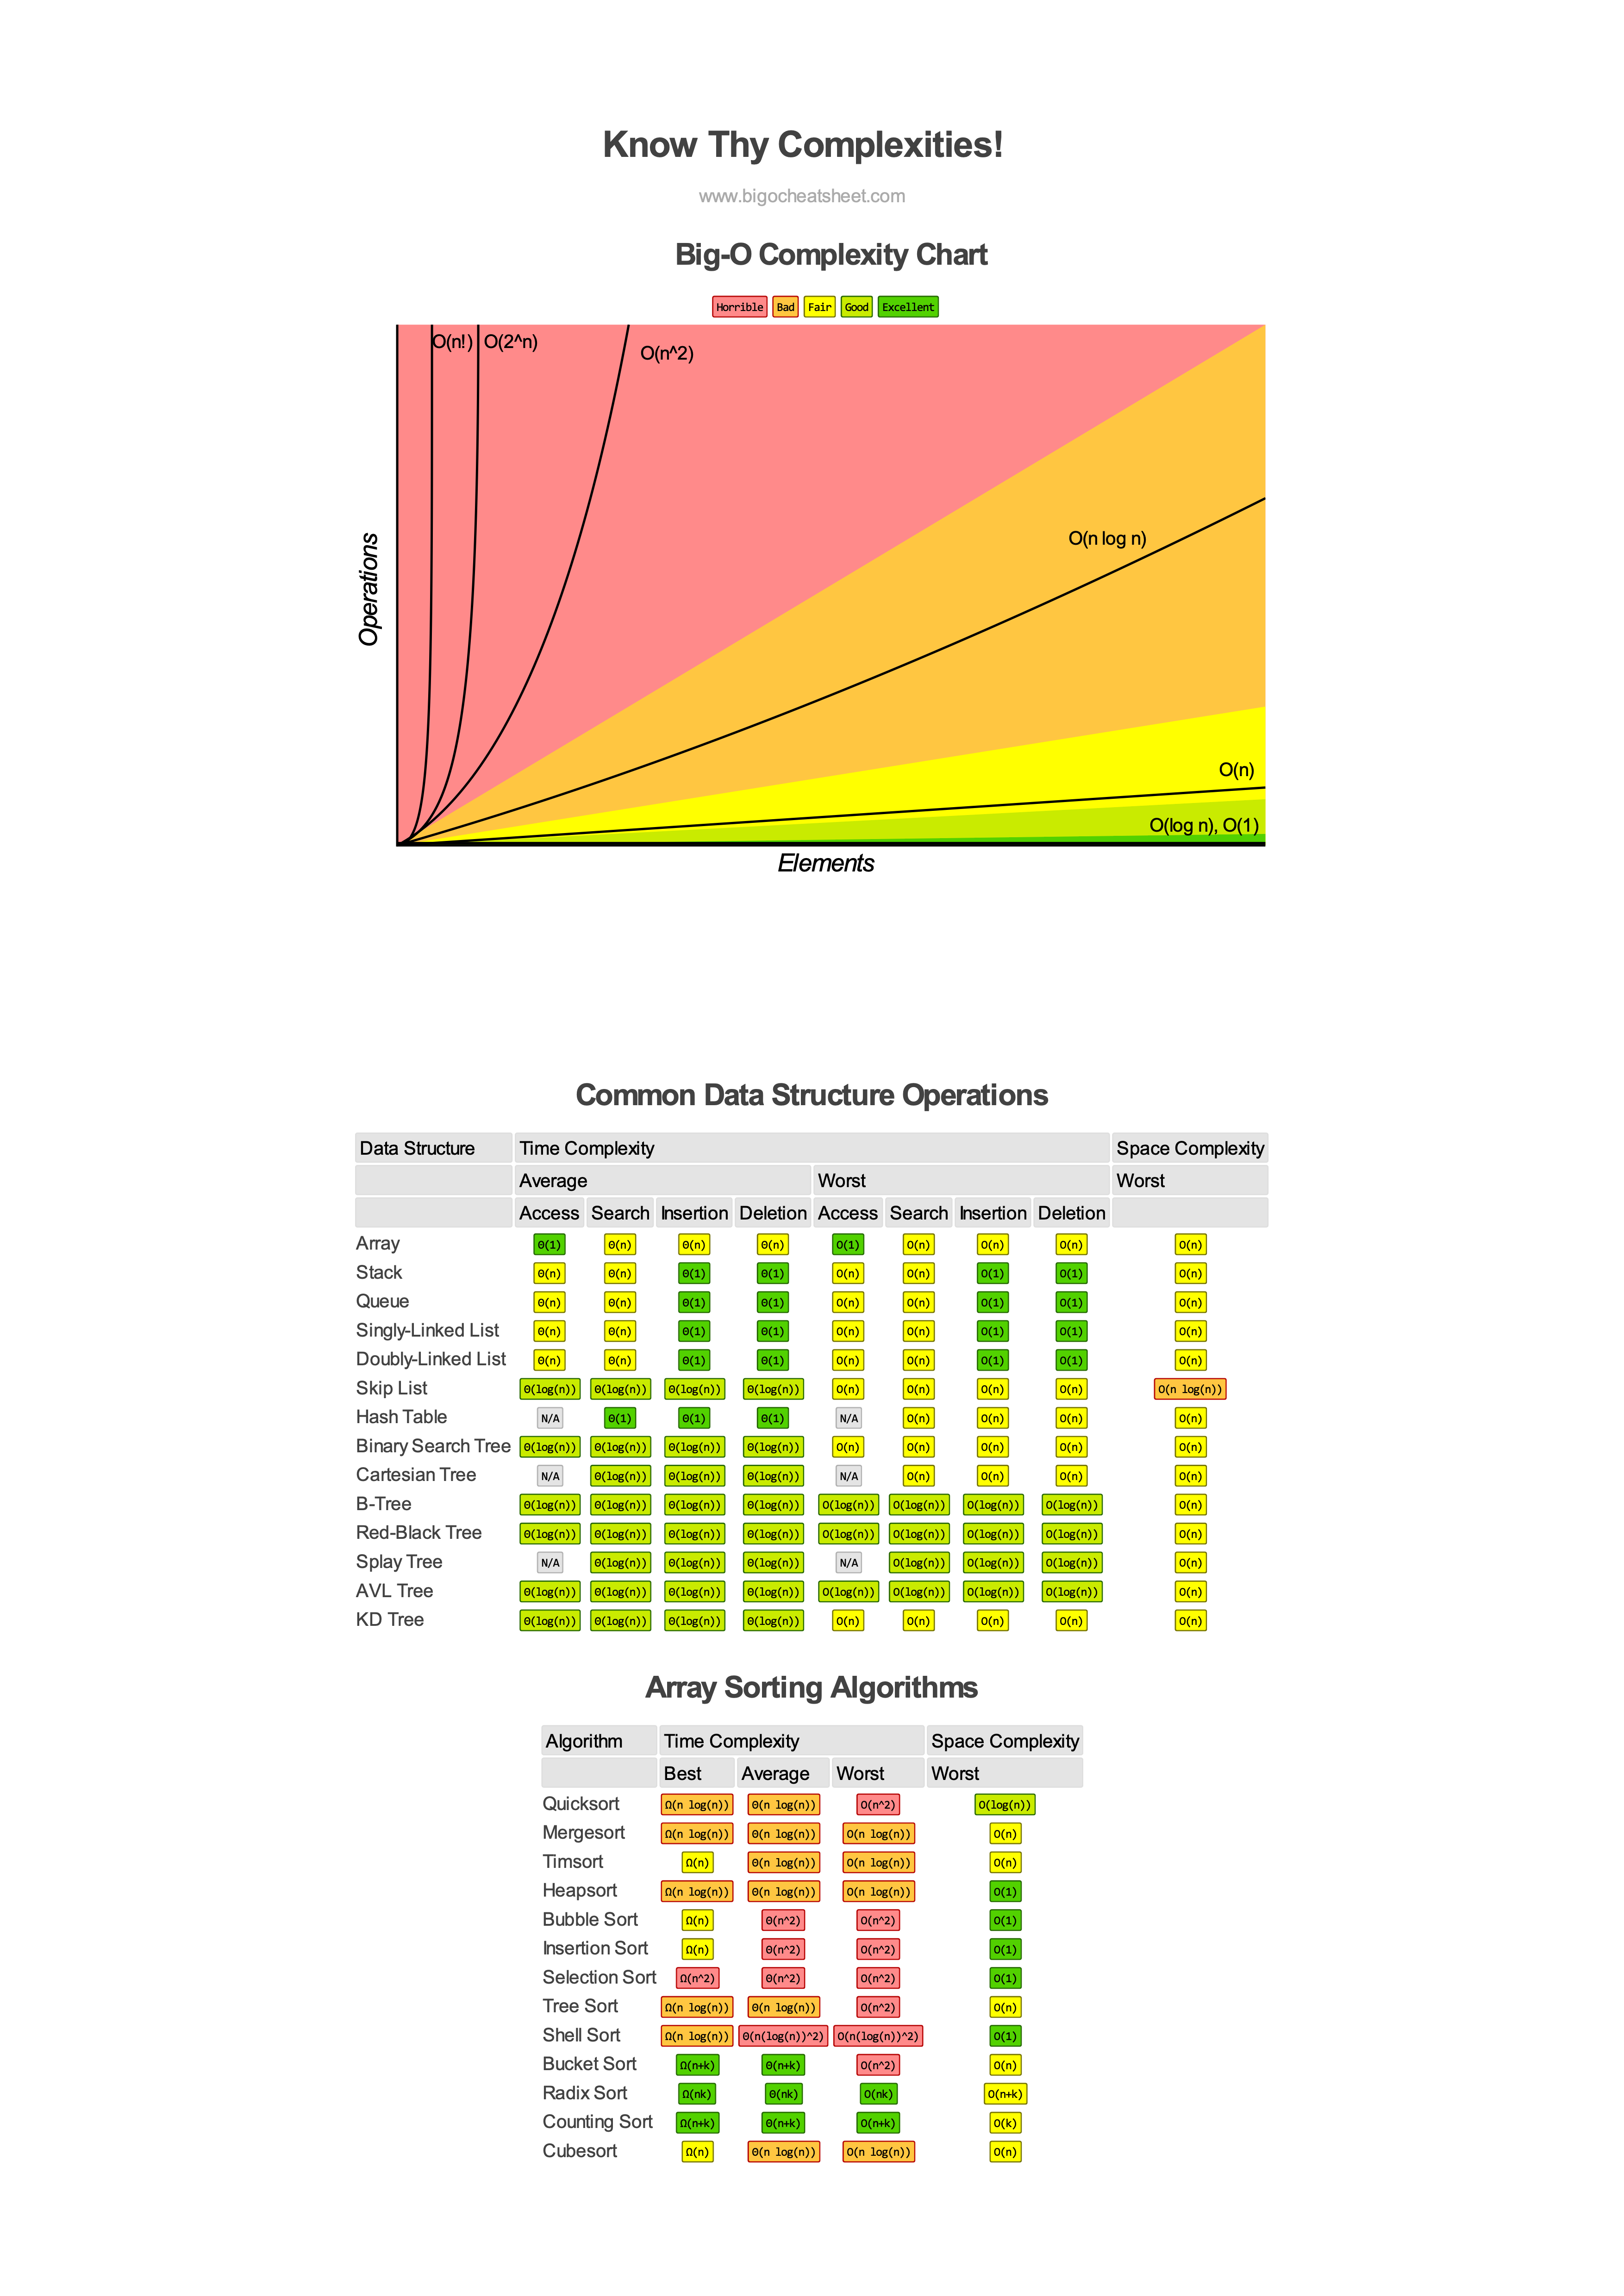 Know Thy Complexities!
www.bigocheatsheet.com
Big-O Complexity Chart
Horrible Bad Fair Good Excellent
O(n!) O(2^n)
O(n^2)
O(n log n)
O(n)
O(log n), O(1)
Operations
Elements
Common Data Structure Operations
Data Structure Time Complexity Space Complexity
Average Worst Worst
Access Search Insertion Deletion Access Search Insertion Deletion
Array Θ(1) Θ(n) Θ(n) Θ(n) O(1) O(n) O(n) O(n) O(n)
Stack Θ(n) Θ(n) Θ(1) Θ(1) O(n) O(n) O(1) O(1) O(n)
Queue Θ(n) Θ(n) Θ(1) Θ(1) O(n) O(n) O(1) O(1) O(n)
Singly-Linked List Θ(n) Θ(n) Θ(1) Θ(1) O(n) O(n) O(1) O(1) O(n)
Doubly-Linked List Θ(n) Θ(n) Θ(1) Θ(1) O(n) O(n) O(1) O(1) O(n)
Skip List Θ(log(n)) Θ(log(n)) Θ(log(n)) Θ(log(n)) O(n) O(n) O(n) O(n) O(n log(n))
Hash Table N/A Θ(1) Θ(1) Θ(1) N/A O(n) O(n) O(n) O(n)
Binary Search Tree Θ(log(n)) Θ(log(n)) Θ(log(n)) Θ(log(n)) O(n) O(n) O(n) O(n) O(n)
Cartesian Tree N/A Θ(log(n)) Θ(log(n)) Θ(log(n)) N/A O(n) O(n) O(n) O(n)
B-Tree Θ(log(n)) Θ(log(n)) Θ(log(n)) Θ(log(n)) O(log(n)) O(log(n)) O(log(n)) O(log(n)) O(n)
Red-Black Tree Θ(log(n)) Θ(log(n)) Θ(log(n)) Θ(log(n)) O(log(n)) O(log(n)) O(log(n)) O(log(n)) O(n)
Splay Tree N/A Θ(log(n)) Θ(log(n)) Θ(log(n)) N/A O(log(n)) O(log(n)) O(log(n)) O(n)
AVL Tree Θ(log(n)) Θ(log(n)) Θ(log(n)) Θ(log(n)) O(log(n)) O(log(n)) O(log(n)) O(log(n)) O(n)
KD Tree Θ(log(n)) Θ(log(n)) Θ(log(n)) Θ(log(n)) O(n) O(n) O(n) O(n) O(n)
Array Sorting Algorithms
Algorithm Time Complexity Space Complexity
Best Average Worst Worst
Quicksort Ω(n log(n)) Θ(n log(n)) O(n^2) O(log(n))
Mergesort Ω(n log(n)) Θ(n log(n)) O(n log(n)) O(n)
Timsort Ω(n) Θ(n log(n)) O(n log(n)) O(n)
Heapsort Ω(n log(n)) Θ(n log(n)) O(n log(n)) O(1)
Bubble Sort Ω(n) Θ(n^2) O(n^2) O(1)
Insertion Sort Ω(n) Θ(n^2) O(n^2) O(1)
Selection Sort Ω(n^2) Θ(n^2) O(n^2) O(1)
Tree Sort Ω(n log(n)) Θ(n log(n)) O(n^2) O(n)
Shell Sort Ω(n log(n)) Θ(n(log(n))^2) O(n(log(n))^2) O(1)
Bucket Sort Ω(n+k) Θ(n+k) O(n^2) O(n)
Radix Sort Ω(nk) Θ(nk) O(nk) O(n+k)
Counting Sort Ω(n+k) Θ(n+k) O(n+k) O(k)
Cubesort Ω(n) Θ(n log(n)) O(n log(n)) O(n)